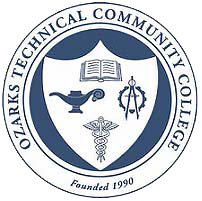 OZARKS TECHNICAL COMMUNITY COLLEGE
Founded 1990